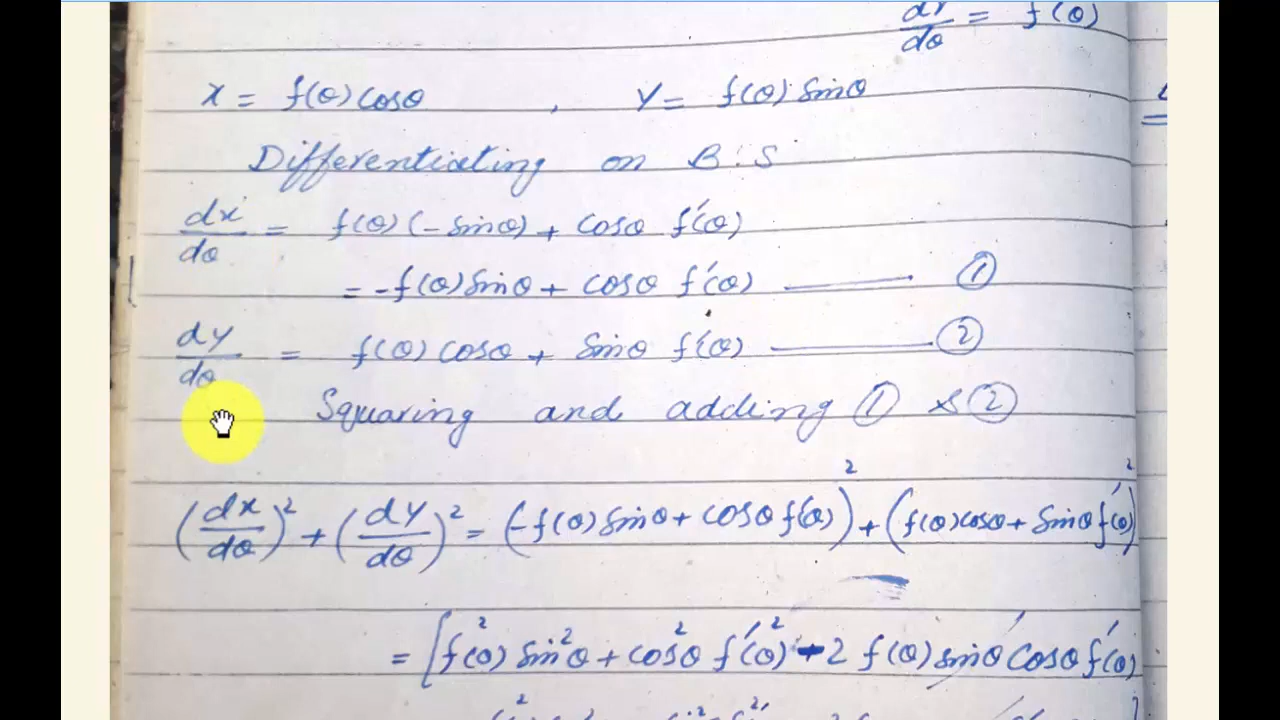 dr/dθ = f(θ)
x = f(θ) cosθ , y = f(θ) sinθ
Differentiating on B.S
dx/dθ = f(θ)(-sinθ) + cosθ f'(θ)
= -f(θ) sinθ + cosθ f'(θ) ——— ①
dy/dθ = f(θ) cosθ + sinθ f'(θ) ——— ②
Squaring and adding ① & ②
(dx/dθ)² + (dy/dθ)² = (-f(θ) sinθ + cosθ f'(θ))² + (f(θ) cosθ + sinθ f'(θ))²
= [f²(θ) sin²θ + cos²θ f'²(θ) - 2 f(θ) sinθ cosθ f'(θ)